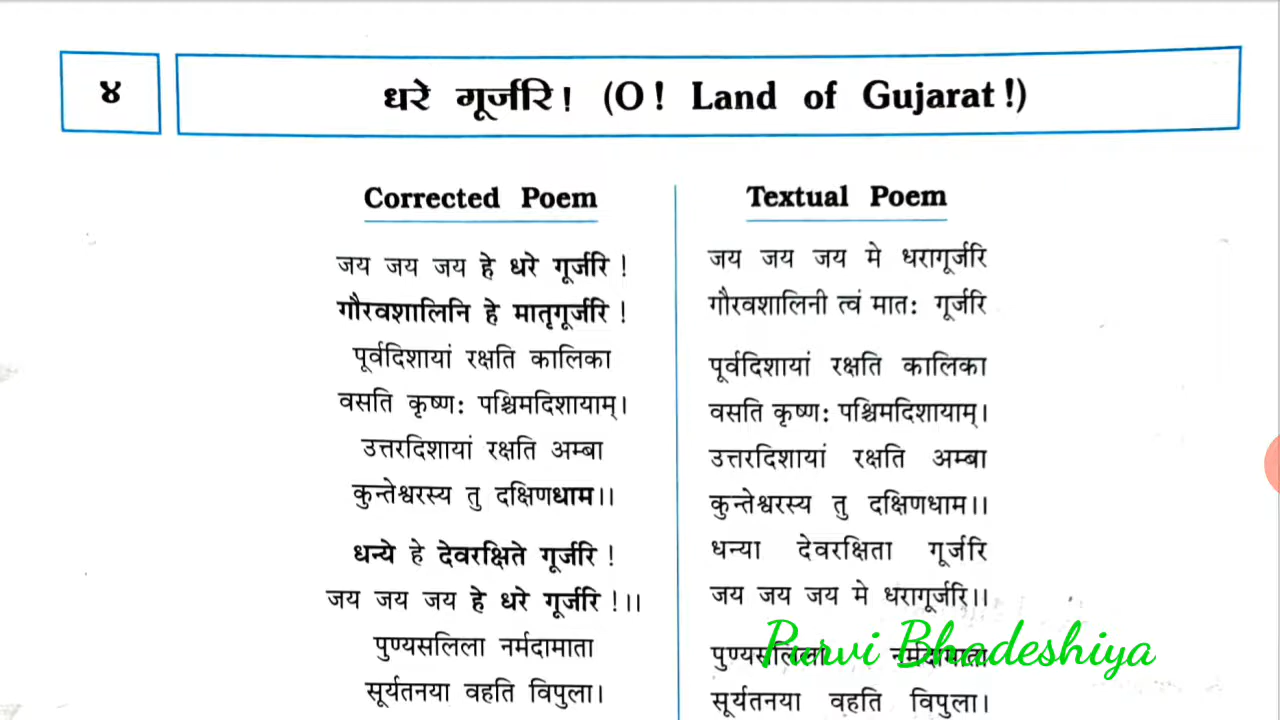 ४
धरे गूर्जरि! (O! Land of Gujarat!)
Corrected Poem
जय जय जय हे धरे गूर्जरि !
गौरवशालिनि हे मातृगूर्जरि !
पूर्वदिशायां रक्षति कालिका
वसति कृष्णः पश्चिमदिशायाम्।
उत्तरदिशायां रक्षति अम्बा
कुन्तेश्वरस्य तु दक्षिणधाम।।
धन्ये हे देवरक्षिते गूर्जरि !
जय जय जय हे धरे गूर्जरि !।।
पुण्यसलिला नर्मदामाता
सूर्यतनया वहति विपुला।
Textual Poem
जय जय जय मे धरागूर्जरि
गौरवशालिनी त्वं मातः गूर्जरि
पूर्वदिशायां रक्षति कालिका
वसति कृष्णः पश्चिमदिशायाम्।
उत्तरदिशायां रक्षति अम्बा
कुन्तेश्वरस्य तु दक्षिणधाम।।
धन्या देवरक्षिता गूर्जरि
जय जय जय मे धरागूर्जरि।।
पुण्यसलिला नर्मदामाता
सूर्यतनया वहति विपुला।
Purvi Bhadeshiya